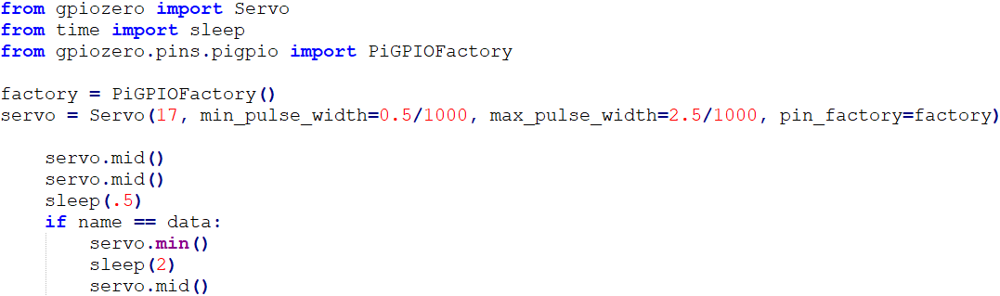 from gpiozero import Servo
from time import sleep
from gpiozero.pins.pigpio import PiGPIOFactory

factory = PiGPIOFactory()
servo = Servo(17, min_pulse_width=0.5/1000, max_pulse_width=2.5/1000, pin_factory=factory)

    servo.mid()
    servo.mid()
    sleep(.5)
    if name == data:
        servo.min()
        sleep(2)
        servo.mid()